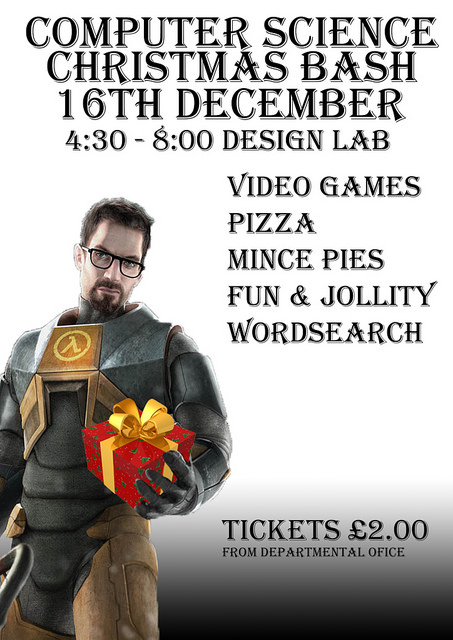 COMPUTER SCIENCE
CHRISTMAS BASH
16TH DECEMBER
4:30 - 8:00 DESIGN LAB
VIDEO GAMES
PIZZA
MINCE PIES
FUN & JOLLITY
WORDSEARCH
TICKETS £2.00
FROM DEPARTMENTAL OFICE